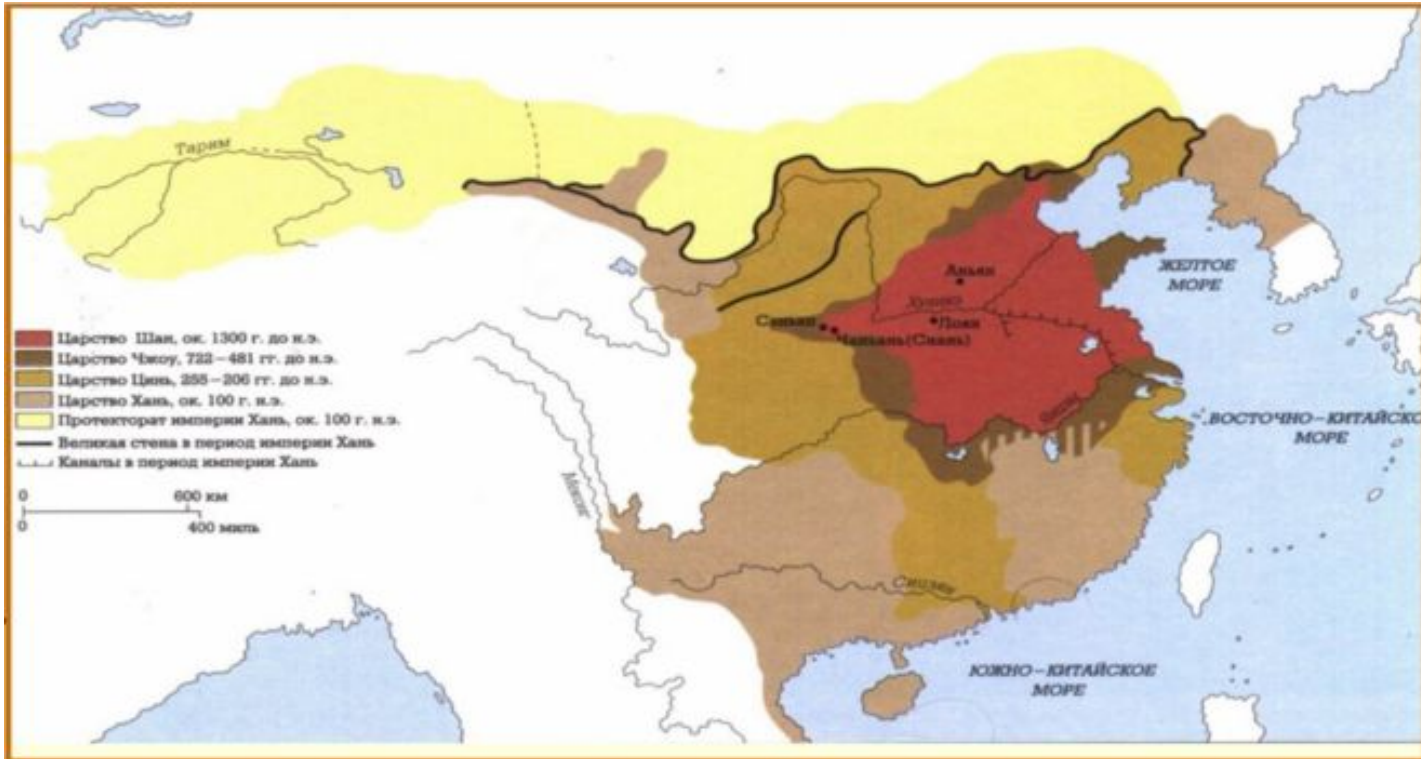 Тарим
Аньян
ЖЕЛТОЕ
МОРЕ
Хуанхэ
Лоян
Саньян
Чанъань(Сиань)
Царство Шан, ок. 1300 г. до н.э.
Царство Чжоу, 722–481 гг. до н.э.
Царство Цинь, 255–206 гг. до н.э.
Царство Хань, ок. 100 г. н.э.
Протекторат империи Хань, ок. 100 г. н.э.
Великая стена в период империи Хань
Каналы в период империи Хань
0 600 км
0 400 миль
ВОСТОЧНО–КИТАЙСКО
МОРЕ
Меконг
Сицзян
ЮЖНО–КИТАЙСКОЕ
МОРЕ